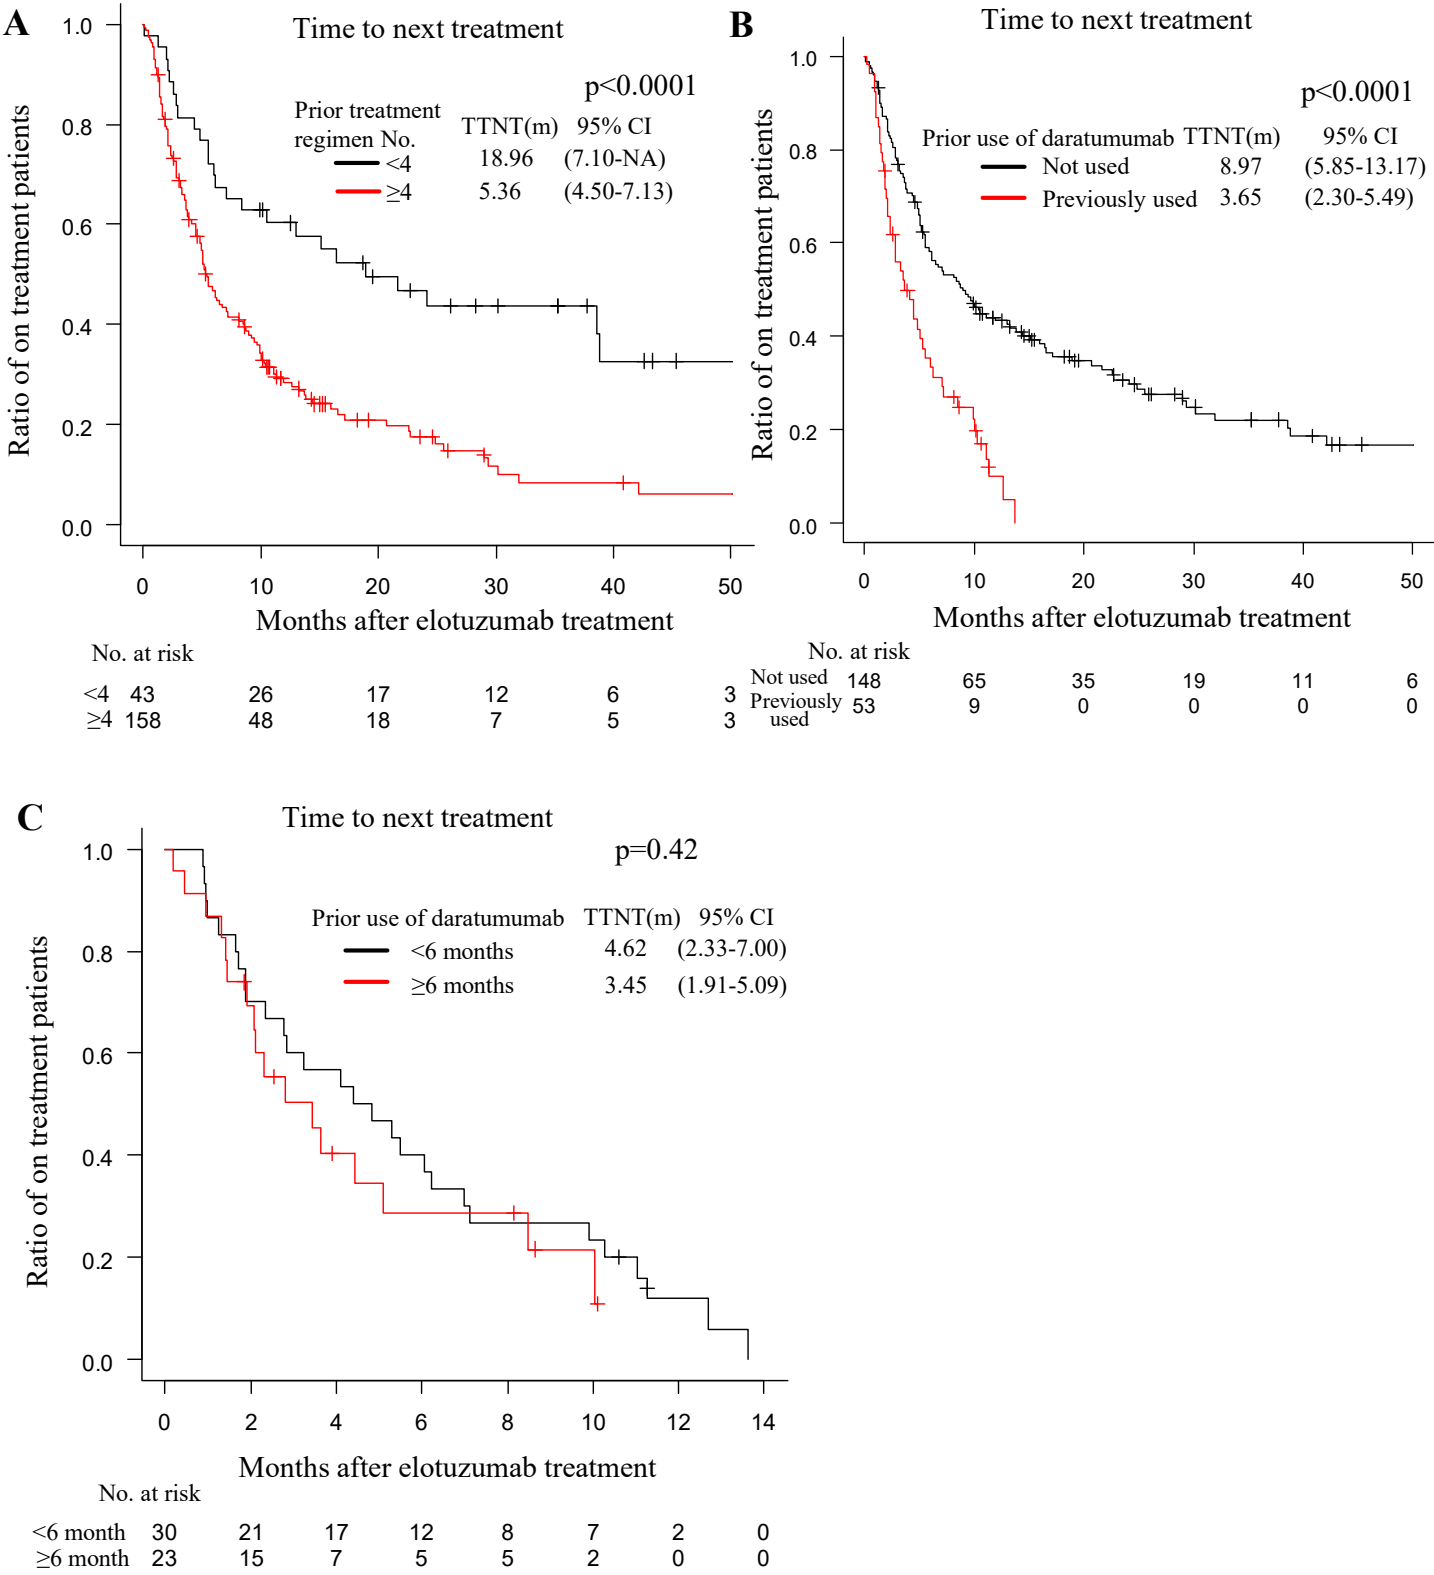 A
Time to next treatment
p<0.0001
Prior treatment
regimen No. TTNT(m) 95% CI
<4 18.96 (7.10-NA)
≥4 5.36 (4.50-7.13)
Ratio of on treatment patients
1.0
0.8
0.6
0.4
0.2
0.0
0 10 20 30 40 50
Months after elotuzumab treatment
No. at risk
<4 43 26 17 12 6 3
≥4 158 48 18 7 5 3
B
Time to next treatment
p<0.0001
Prior use of daratumumab TTNT(m) 95% CI
Not used 8.97 (5.85-13.17)
Previously used 3.65 (2.30-5.49)
Ratio of on treatment patients
1.0
0.8
0.6
0.4
0.2
0.0
0 10 20 30 40 50
Months after elotuzumab treatment
No. at risk
Not used 148 65 35 19 11 6
Previously 53 9 0 0 0 0
used
C
Time to next treatment
p=0.42
Prior use of daratumumab TTNT(m) 95% CI
<6 months 4.62 (2.33-7.00)
≥6 months 3.45 (1.91-5.09)
Ratio of on treatment patients
1.0
0.8
0.6
0.4
0.2
0.0
0 2 4 6 8 10 12 14
Months after elotuzumab treatment
No. at risk
<6 month 30 21 17 12 8 7 2 0
≥6 month 23 15 7 5 5 2 0 0